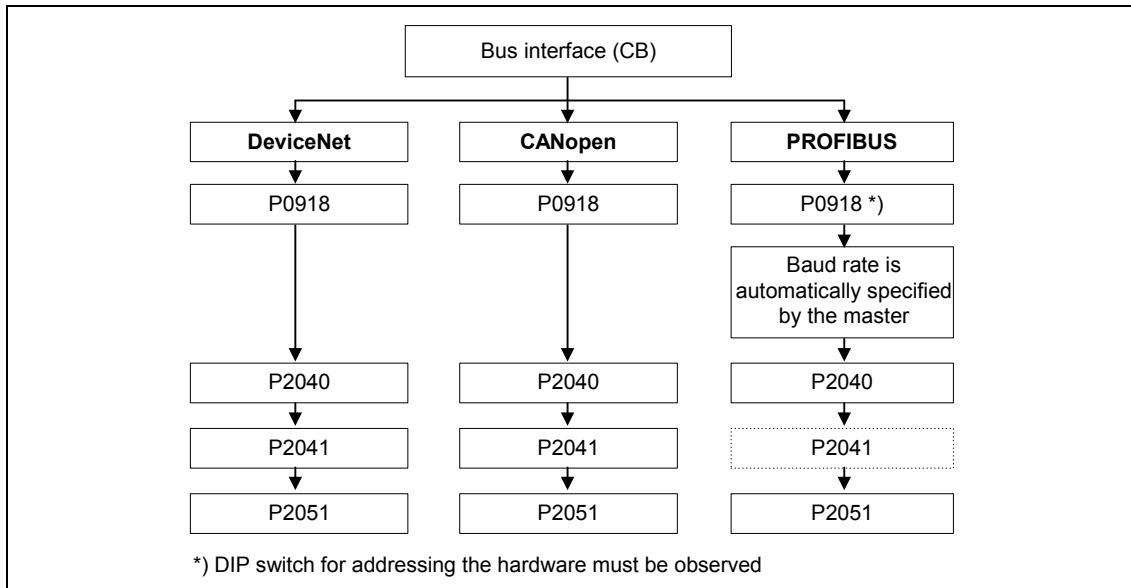 Bus interface (CB)
DeviceNet
CANopen
PROFIBUS
P0918
P0918
P0918 *)
Baud rate is
automatically specified
by the master
P2040
P2040
P2040
P2041
P2041
P2041
P2051
P2051
P2051
*) DIP switch for addressing the hardware must be observed